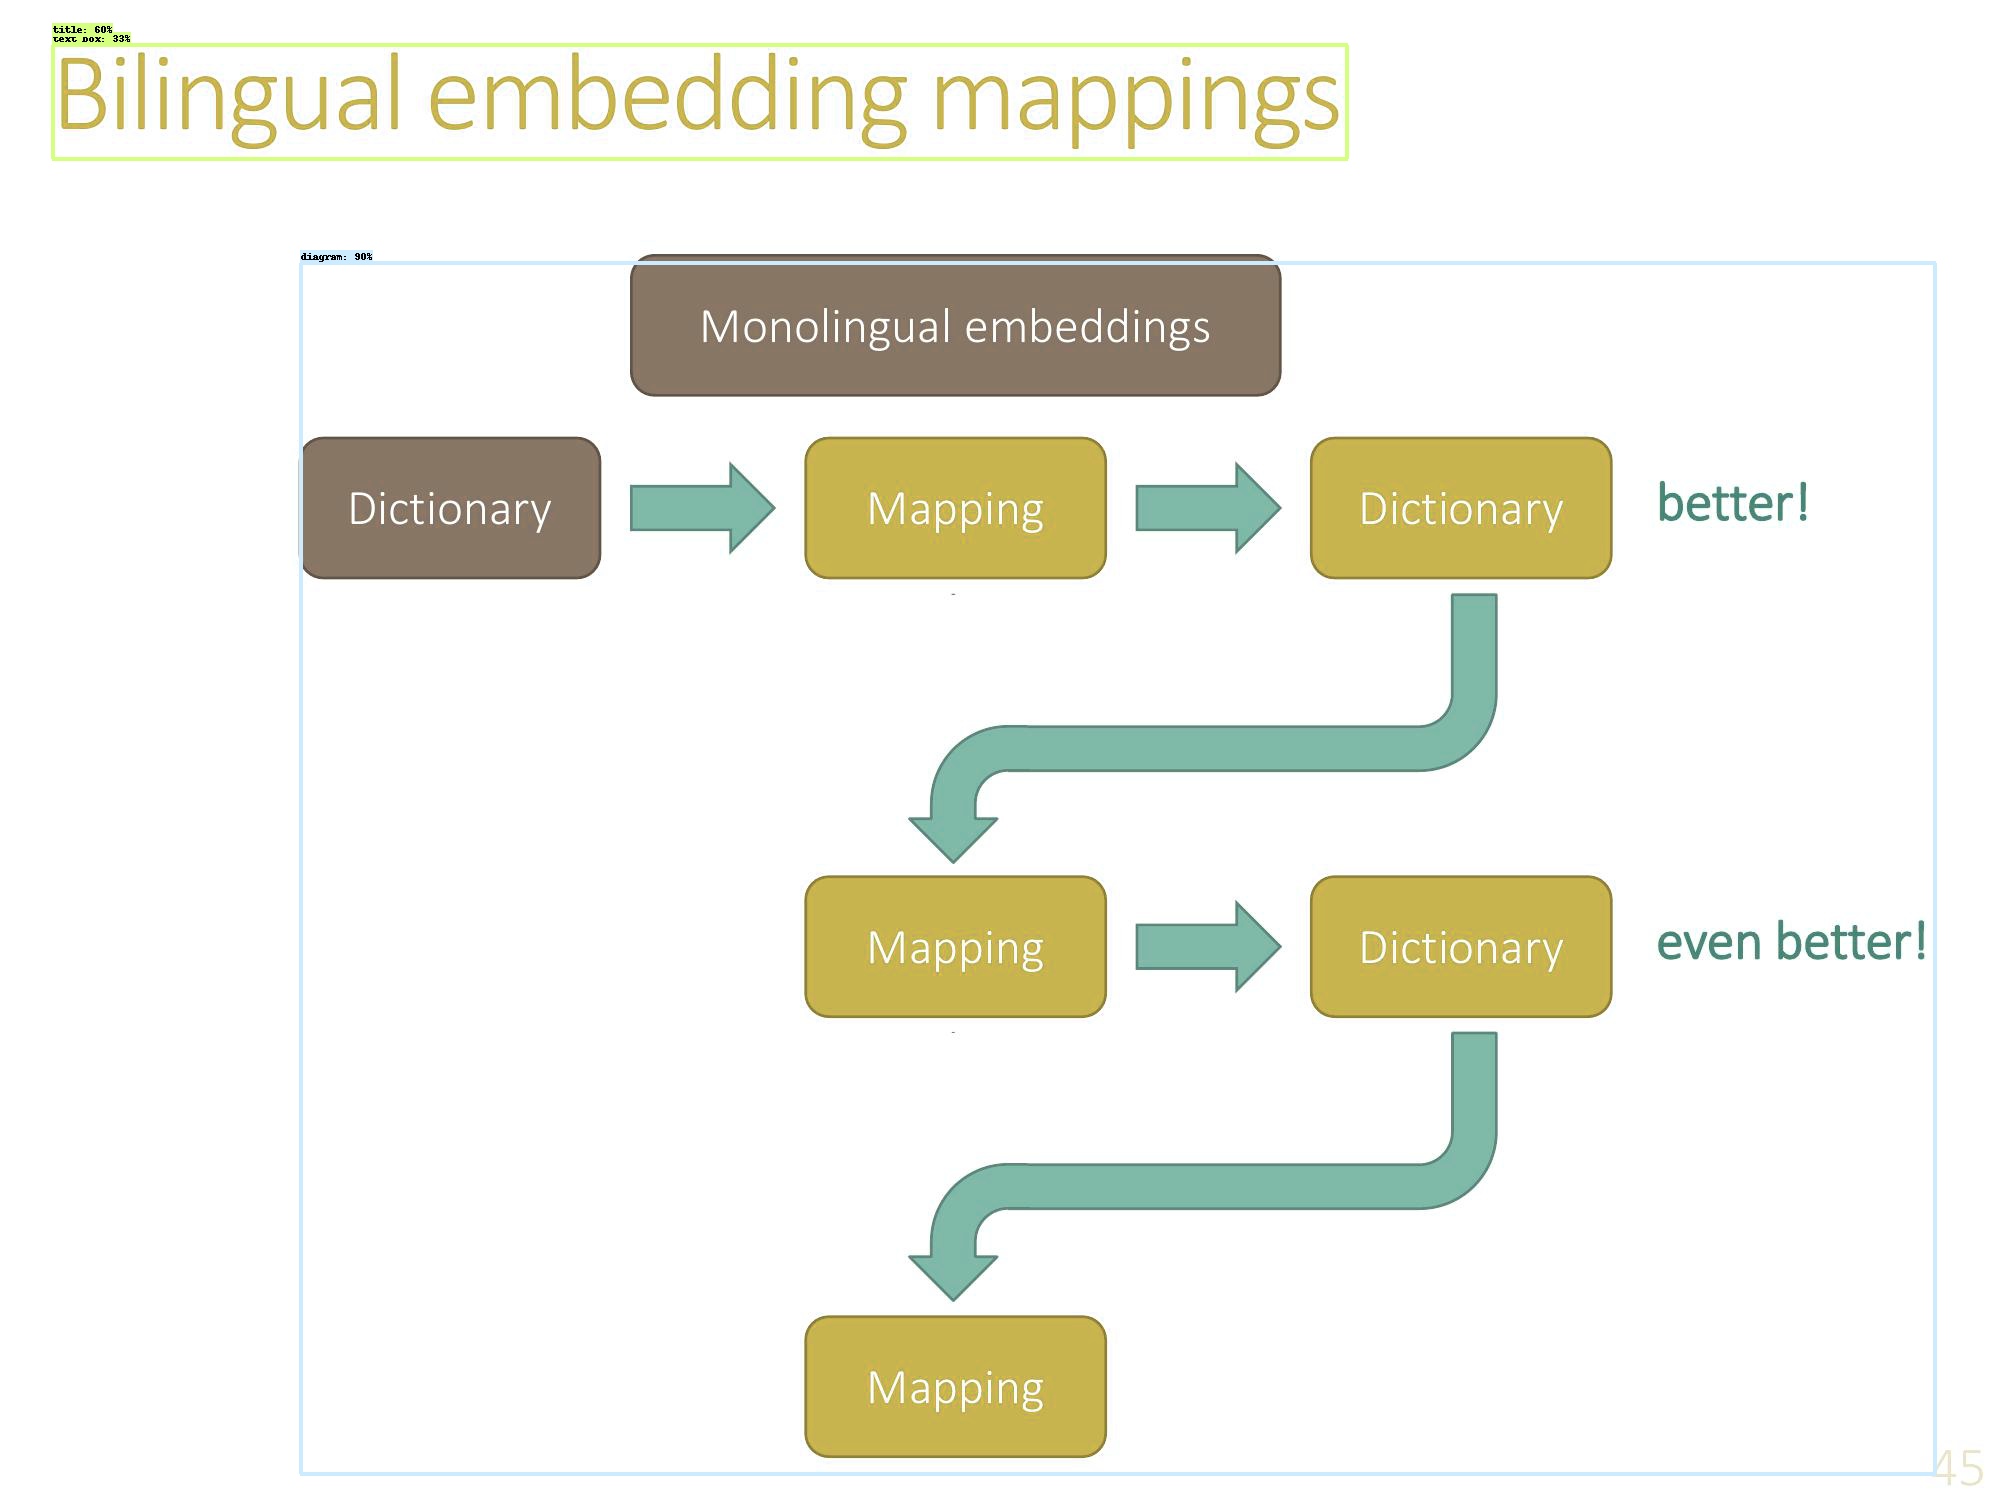 title: 60%
text box: 33%
Bilingual embedding mappings
diagram: 90%
Monolingual embeddings
Dictionary
Mapping
Dictionary
better!
Mapping
Dictionary
even better!
Mapping
45